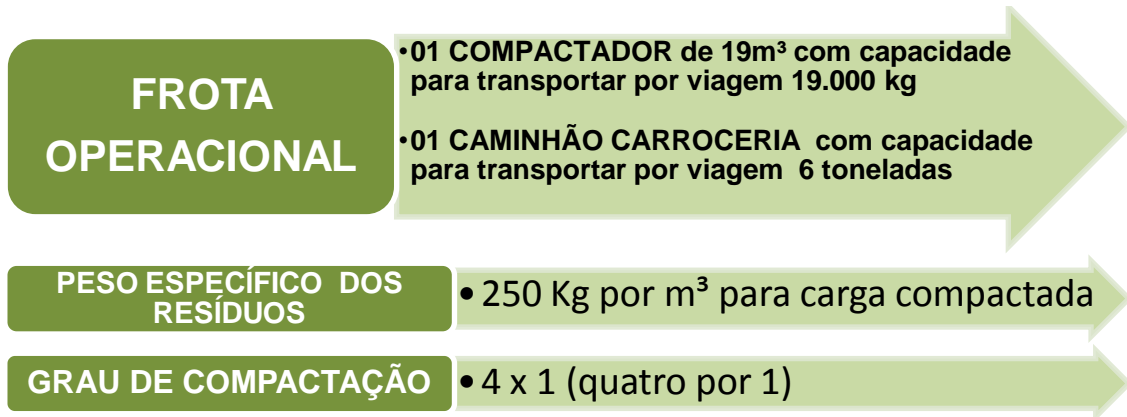 FROTA
OPERACIONAL
•01 COMPACTADOR de 19m³ com capacidade
para transportar por viagem 19.000 kg
•01 CAMINHÃO CARROCERIA com capacidade
para transportar por viagem 6 toneladas
PESO ESPECÍFICO DOS
RESÍDUOS
•250 Kg por m³ para carga compactada
GRAU DE COMPACTAÇÃO
•4 x 1 (quatro por 1)